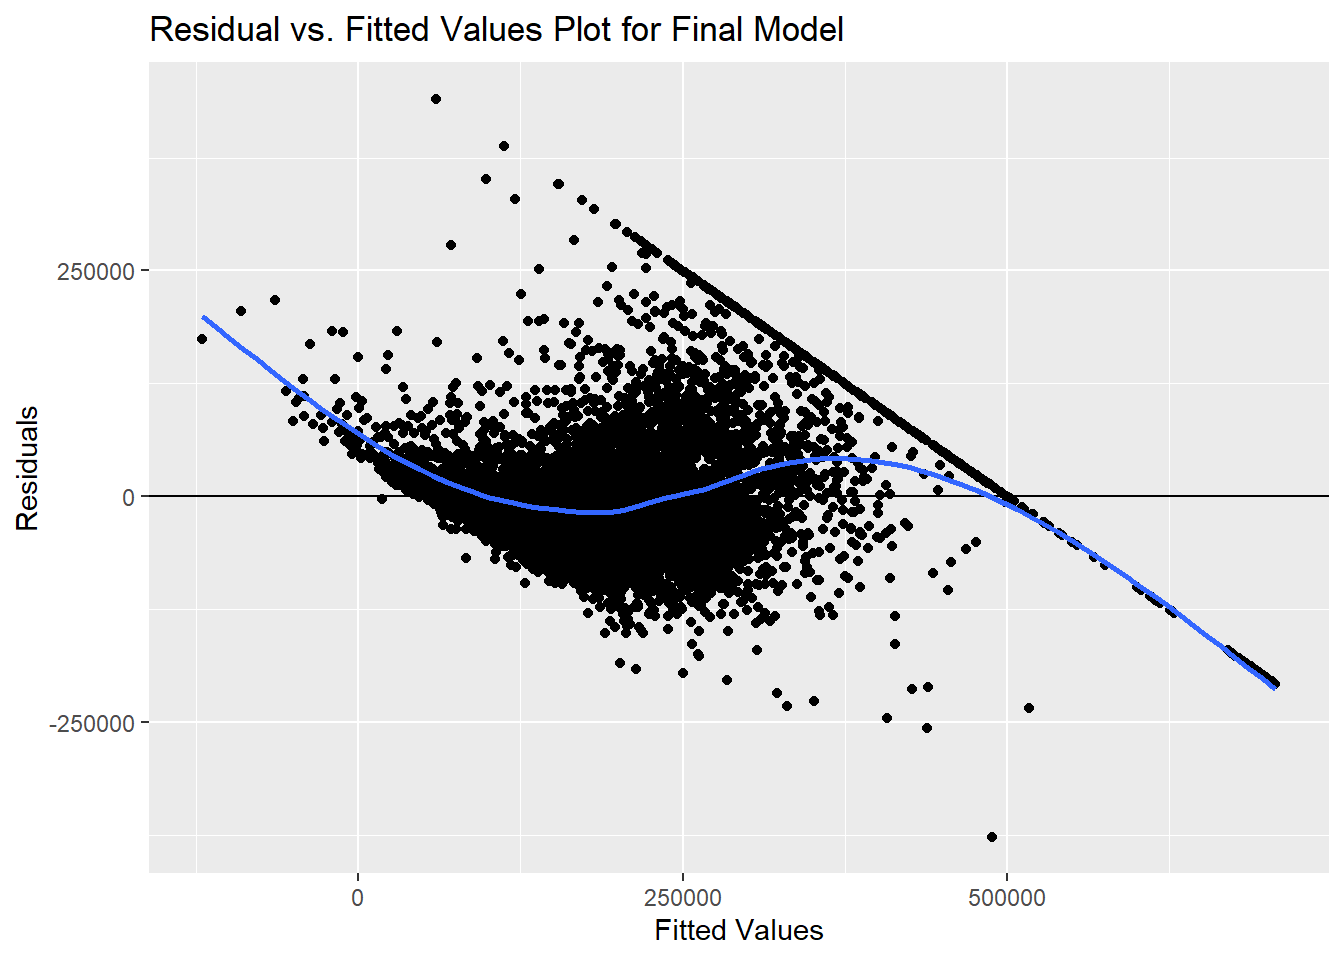 Residual vs. Fitted Values Plot for Final Model
250000
0
-250000
Residuals
0 250000 500000
Fitted Values